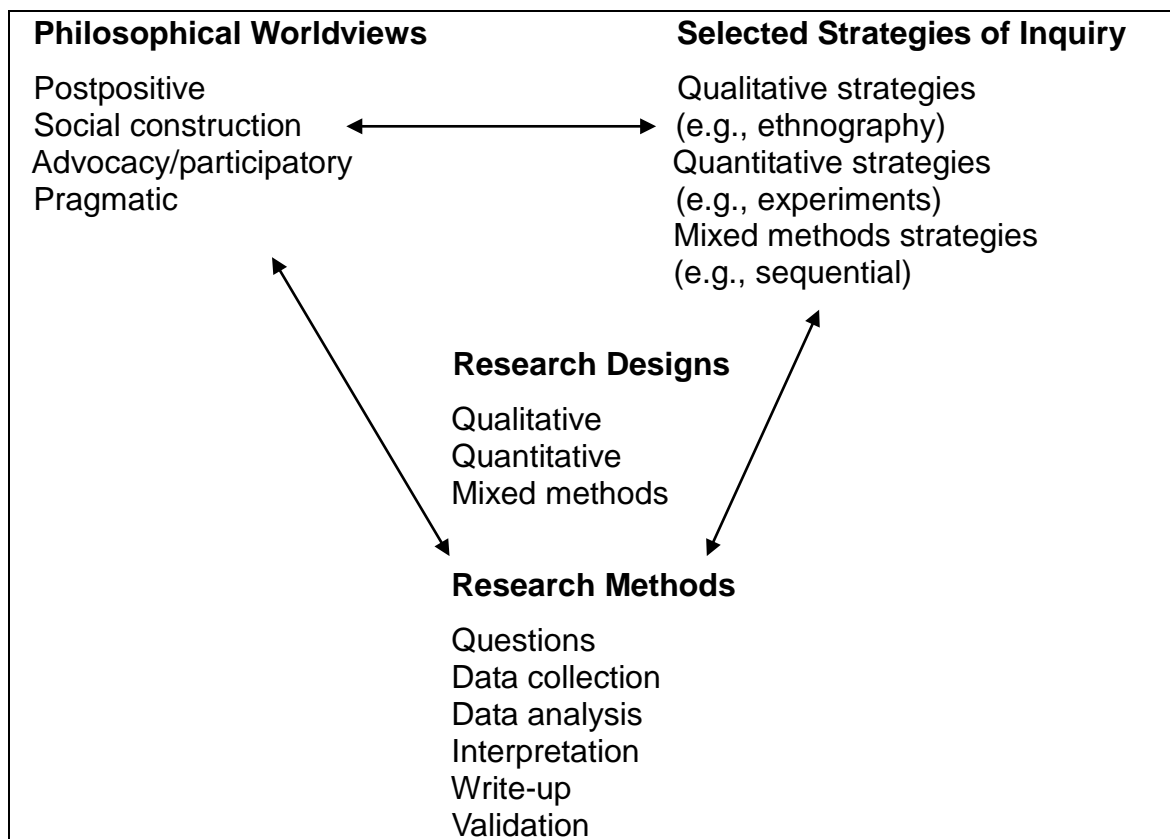 Philosophical Worldviews
Postpositive
Social construction
Advocacy/participatory
Pragmatic
Selected Strategies of Inquiry
Qualitative strategies
(e.g., ethnography)
Quantitative strategies
(e.g., experiments)
Mixed methods strategies
(e.g., sequential)
Research Designs
Qualitative
Quantitative
Mixed methods
Research Methods
Questions
Data collection
Data analysis
Interpretation
Write-up
Validation